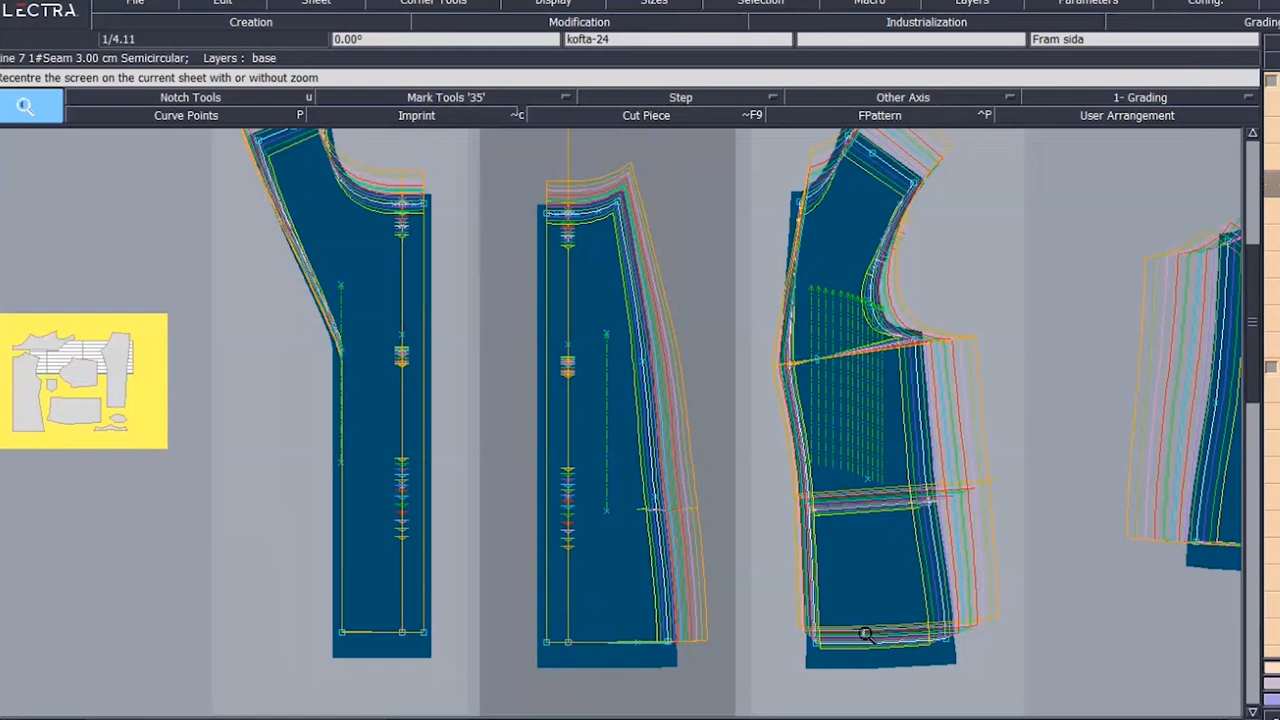 LECTRA
File Edit Sheet Corner Tools Display Sizes Selection Macro Layers Parameters Config.
Creation Modification Industrialization Grading
1/4.11 0.00° kofta-24 Fram sida
ine 7 1#Seam 3.00 cm Semicircular; Layers : base
Recentre the screen on the current sheet with or without zoom
Notch Tools u Mark Tools '35' Step Other Axis 1- Grading
Curve Points P Imprint ~c Cut Piece ~F9 FPattern ^P User Arrangement